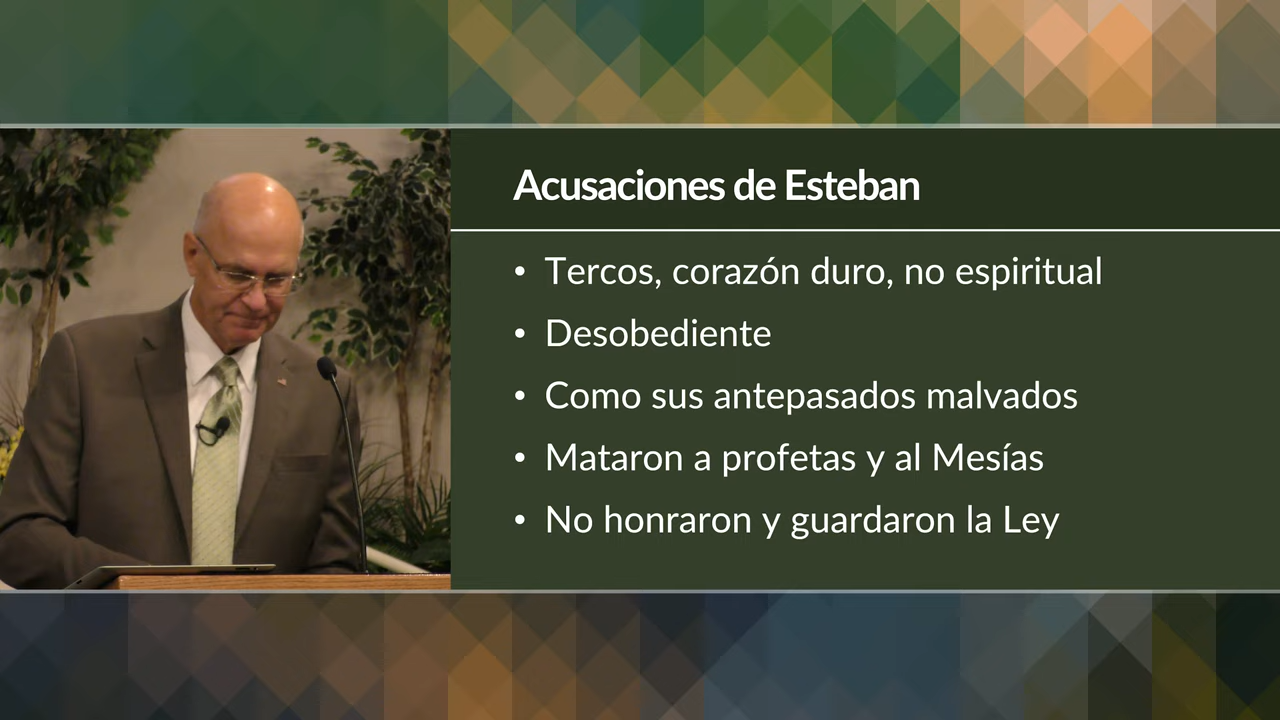 Acusaciones de Esteban
• Tercos, corazón duro, no espiritual
• Desobediente
• Como sus antepasados malvados
• Mataron a profetas y al Mesías
• No honraron y guardaron la Ley